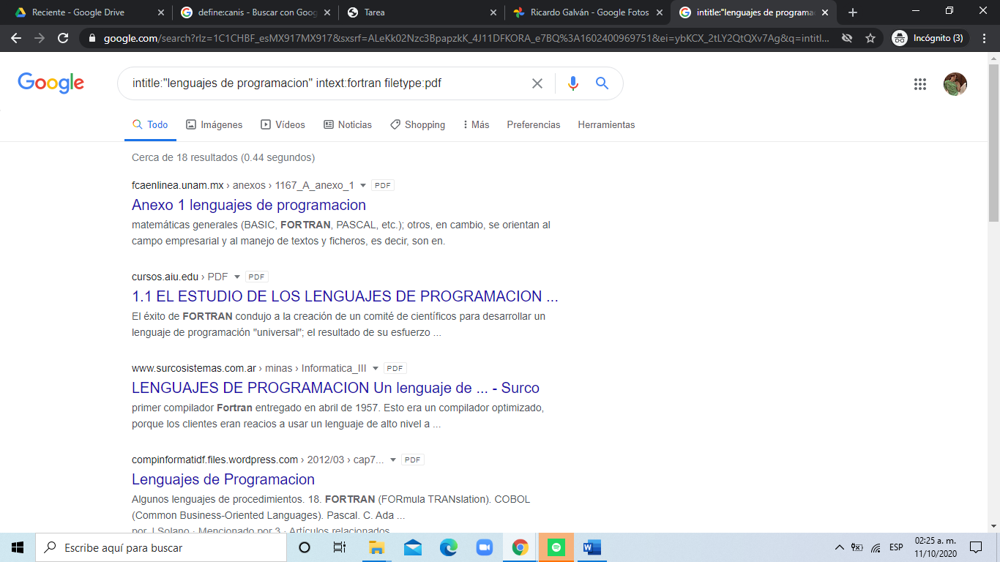 Reciente - Google Drive
define:canis - Buscar con Goog
Tarea
Ricardo Galván - Google Fotos
intitle:"lenguajes de programa
google.com/search?rlz=1C1CHBF_esMX917MX917&sxsrf=ALeKk02Nzc3BpapzkK_4J11DFKORA_e7BQ%3A1602400969751&ei=ybKCX_2tLY2QtQXv7Ag&q=intitl...
Incógnito (3)
Google
intitle:"lenguajes de programacion" intext:fortran filetype:pdf
Todo
Imágenes
Vídeos
Noticias
Shopping
Más
Preferencias
Herramientas
Cerca de 18 resultados (0.44 segundos)
fcaenlinea.unam.mx › anexos › 1167_A_anexo_1 PDF
Anexo 1 lenguajes de programacion
matemáticas generales (BASIC, FORTRAN, PASCAL, etc.); otros, en cambio, se orientan al
campo empresarial y al manejo de textos y ficheros, es decir, son en.
cursos.aiu.edu › PDF PDF
1.1 EL ESTUDIO DE LOS LENGUAJES DE PROGRAMACION ...
El éxito de FORTRAN condujo a la creación de un comité de científicos para desarrollar un
lenguaje de programación "universal"; el resultado de su esfuerzo ...
www.surcosistemas.com.ar › minas › Informatica_III PDF
LENGUAJES DE PROGRAMACION Un lenguaje de ... - Surco
primer compilador Fortran entregado en abril de 1957. Esto era un compilador optimizado,
porque los clientes eran reacios a usar un lenguaje de alto nivel a ...
compinformatidf.files.wordpress.com › 2012/03 › cap7... PDF
Lenguajes de Programacion
Algunos lenguajes de procedimientos. 18. FORTRAN (FORmula TRANslation). COBOL
(Common Business-Oriented Languages). Pascal. C. Ada ...
por J Solano · Mencionado por 3 · Artículos relacionados
Escribe aquí para buscar
ESP
02:25 a. m.
11/10/2020